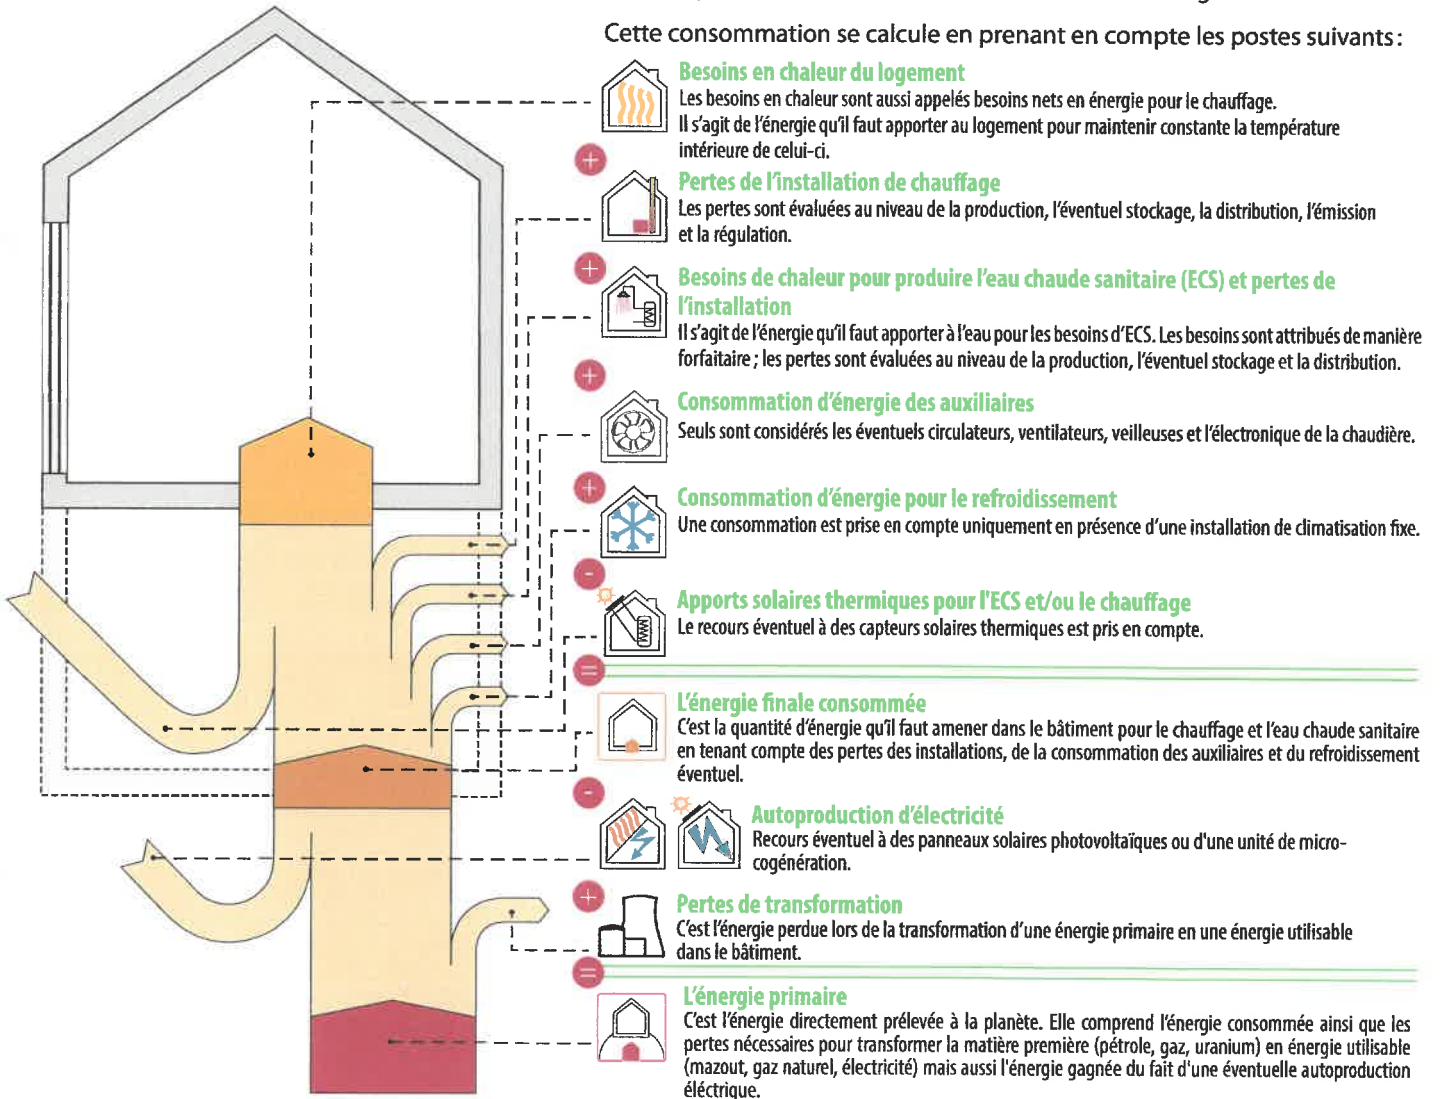 Cette consommation se calcule en prenant en compte les postes suivants :
Besoins en chaleur du logement
Les besoins en chaleur sont aussi appelés besoins nets en énergie pour le chauffage.
Il s'agit de l'énergie qu'il faut apporter au logement pour maintenir constante la température
intérieure de celui-ci.
+
Pertes de l'installation de chauffage
Les pertes sont évaluées au niveau de la production, l'éventuel stockage, la distribution, l'émission
et la régulation.
+
Besoins de chaleur pour produire l'eau chaude sanitaire (ECS) et pertes de
l'installation
Il s'agit de l'énergie qu'il faut apporter à l'eau pour les besoins d'ECS. Les besoins sont attribués de manière
forfaitaire ; les pertes sont évaluées au niveau de la production, l'éventuel stockage et la distribution.
+
Consommation d'énergie des auxiliaires
Seuls sont considérés les éventuels circulateurs, ventilateurs, veilleuses et l'électronique de la chaudière.
+
Consommation d'énergie pour le refroidissement
Une consommation est prise en compte uniquement en présence d'une installation de climatisation fixe.
-
Apports solaires thermiques pour l'ECS et/ou le chauffage
Le recours éventuel à des capteurs solaires thermiques est pris en compte.
=
L'énergie finale consommée
C'est la quantité d'énergie qu'il faut amener dans le bâtiment pour le chauffage et l'eau chaude sanitaire
en tenant compte des pertes des installations, de la consommation des auxiliaires et du refroidissement
éventuel.
-
Autoproduction d'électricité
Recours éventuel à des panneaux solaires photovoltaïques ou d'une unité de micro-
cogénération.
+
Pertes de transformation
C'est l'énergie perdue lors de la transformation d'une énergie primaire en une énergie utilisable
dans le bâtiment.
=
L'énergie primaire
C'est l'énergie directement prélevée à la planète. Elle comprend l'énergie consommée ainsi que les
pertes nécessaires pour transformer la matière première (pétrole, gaz, uranium) en énergie utilisable
(mazout, gaz naturel, électricité) mais aussi l'énergie gagnée du fait d'une éventuelle autoproduction
éléctrique.